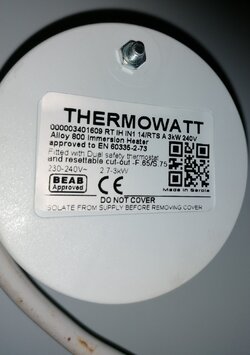 THERMOWATT
000003401609 RT IH IN1 14/RTS A 3kW 240V
Alloy 800 Immersion Heater
approved to EN 60335-2-73
Fitted with Dual safety thermostat
and resettable cut-out -F.65/S.75
230-240V~ 2.7-3kW
BEAB
Approved
CE
Made in Serbia
DO NOT COVER
ISOLATE FROM SUPPLY BEFORE REMOVING COVER